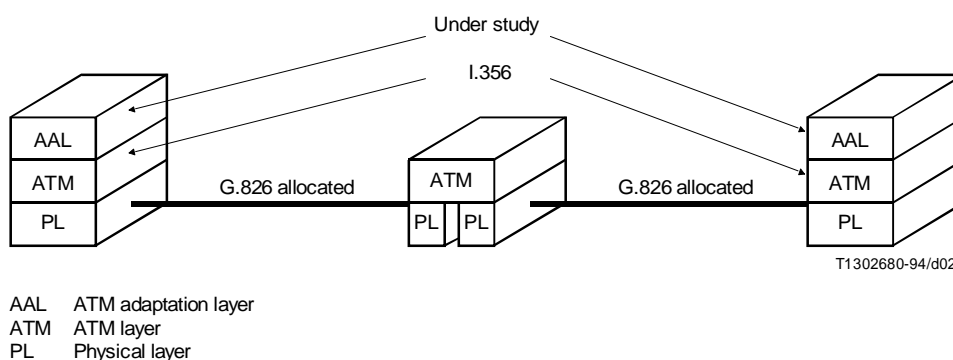 Under study
I.356
AAL
ATM
PL
G.826 allocated
ATM
PL PL
G.826 allocated
AAL
ATM
PL
T1302680-94/d02
AAL ATM adaptation layer
ATM ATM layer
PL Physical layer